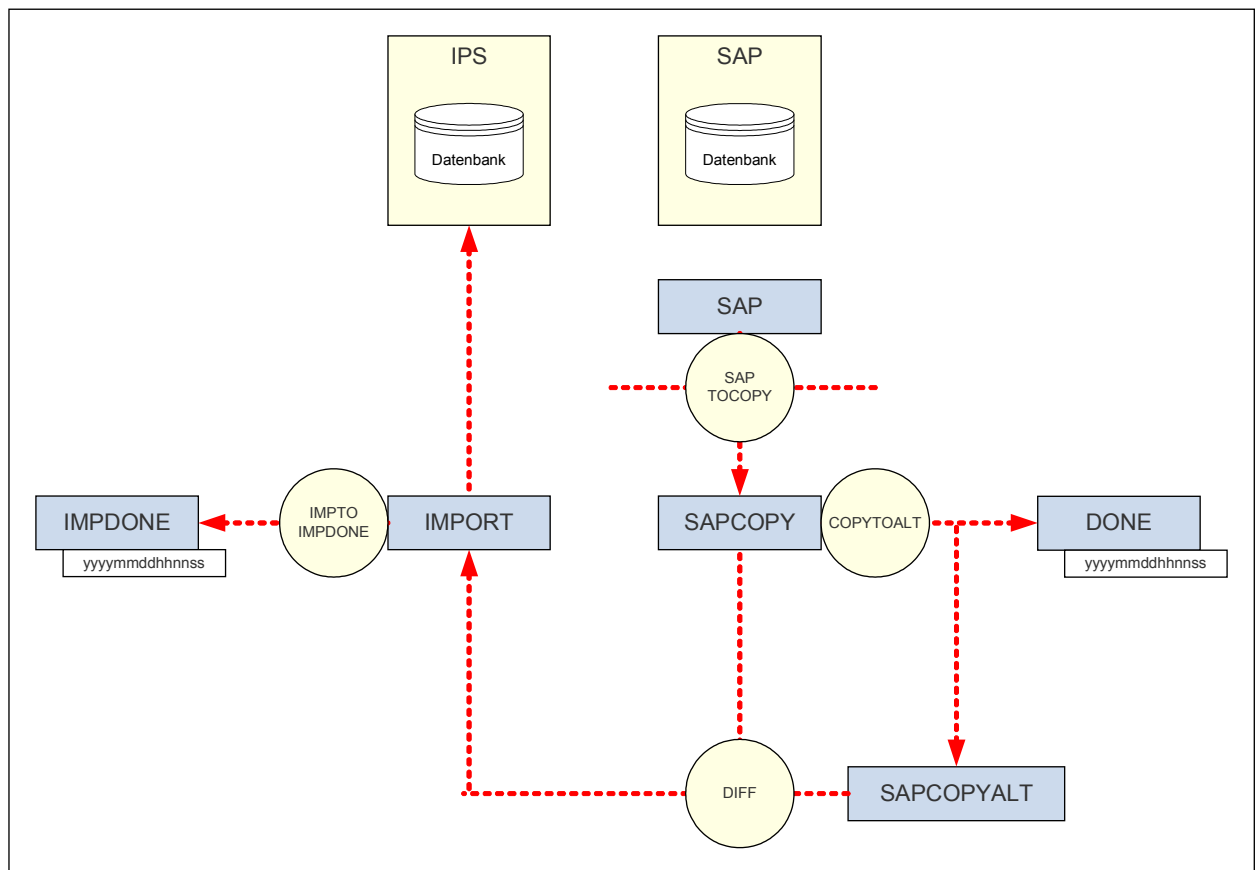 IPS
SAP
Datenbank
Datenbank
SAP
SAP
TOCOPY
IMPDONE
yyyymmddhhnnss
IMPTO
IMPDONE
IMPORT
SAPCOPY
COPYTOALT
DONE
yyyymmddhhnnss
DIFF
SAPCOPYALT